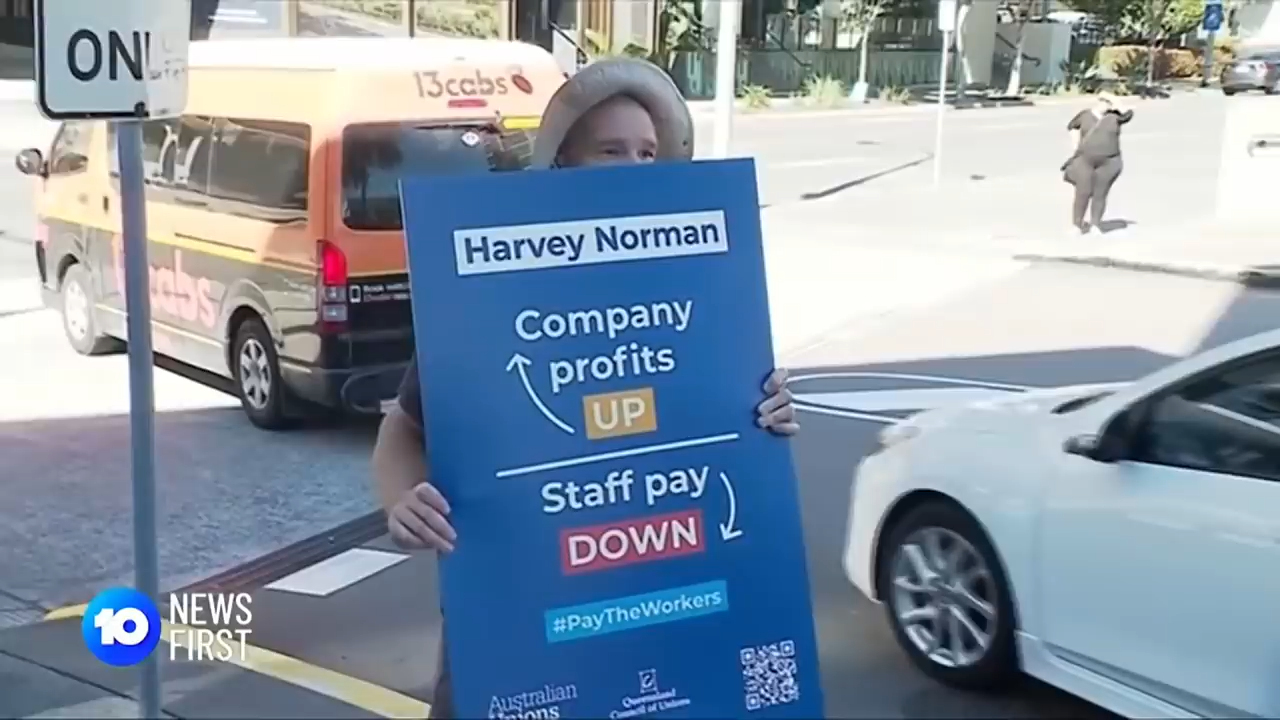 ONL
13cabs
cabs
Harvey Norman
Company
profits
UP
Staff pay
DOWN
#PayTheWorkers
Australian
Unions
Queensland
Council of Unions
10 NEWS
FIRST